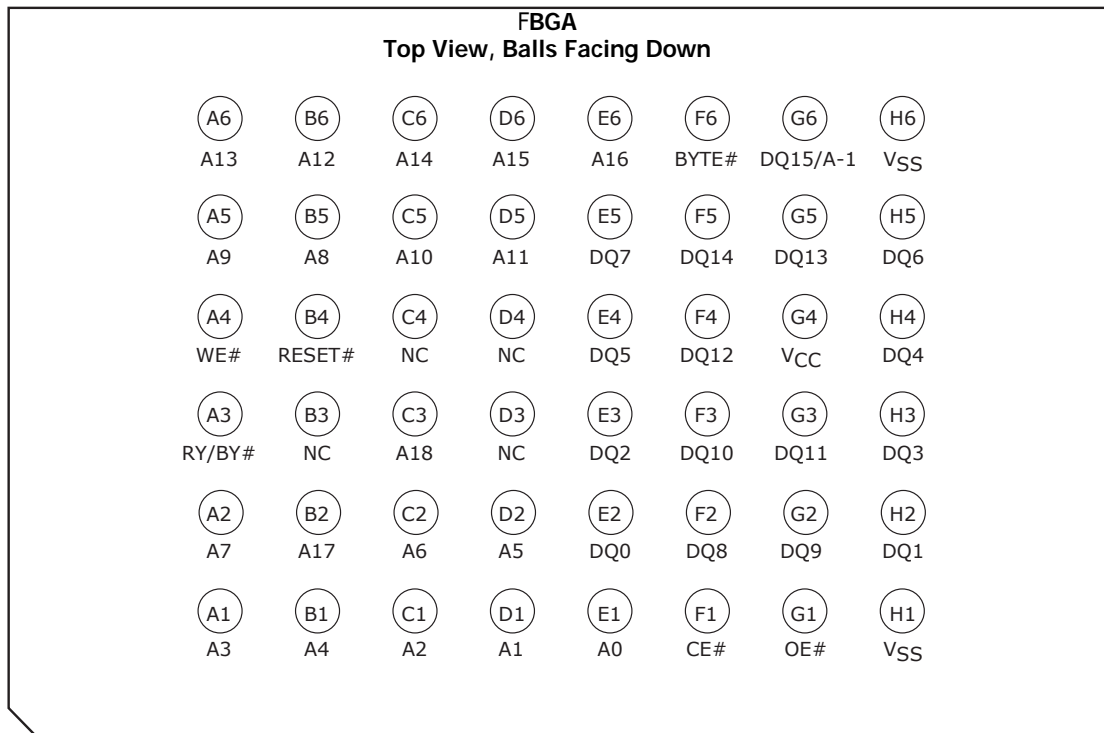 FBGA
Top View, Balls Facing Down
A6 B6 C6 D6 E6 F6 G6 H6
A13 A12 A14 A15 A16 BYTE# DQ15/A-1 VSS
A5 B5 C5 D5 E5 F5 G5 H5
A9 A8 A10 A11 DQ7 DQ14 DQ13 DQ6
A4 B4 C4 D4 E4 F4 G4 H4
WE# RESET# NC NC DQ5 DQ12 VCC DQ4
A3 B3 C3 D3 E3 F3 G3 H3
RY/BY# NC A18 NC DQ2 DQ10 DQ11 DQ3
A2 B2 C2 D2 E2 F2 G2 H2
A7 A17 A6 A5 DQ0 DQ8 DQ9 DQ1
A1 B1 C1 D1 E1 F1 G1 H1
A3 A4 A2 A1 A0 CE# OE# VSS